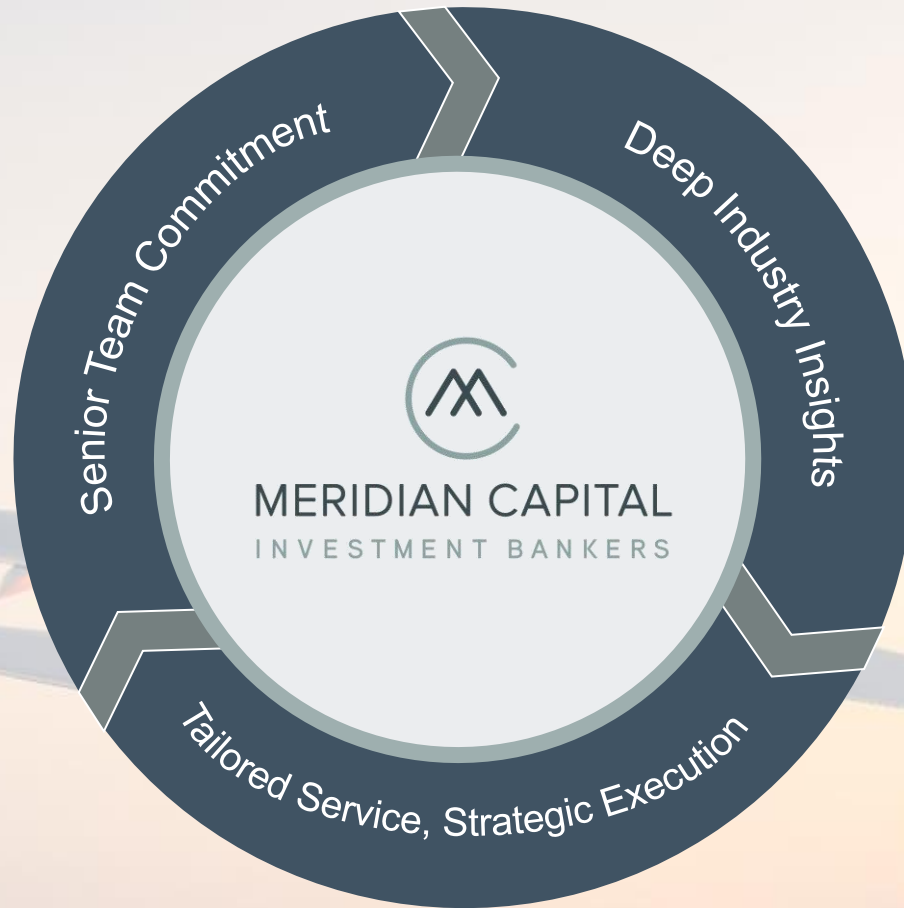 Senior Team Commitment
Deep Industry Insights
MERIDIAN CAPITAL
INVESTMENT BANKERS
Tailored Service, Strategic Execution